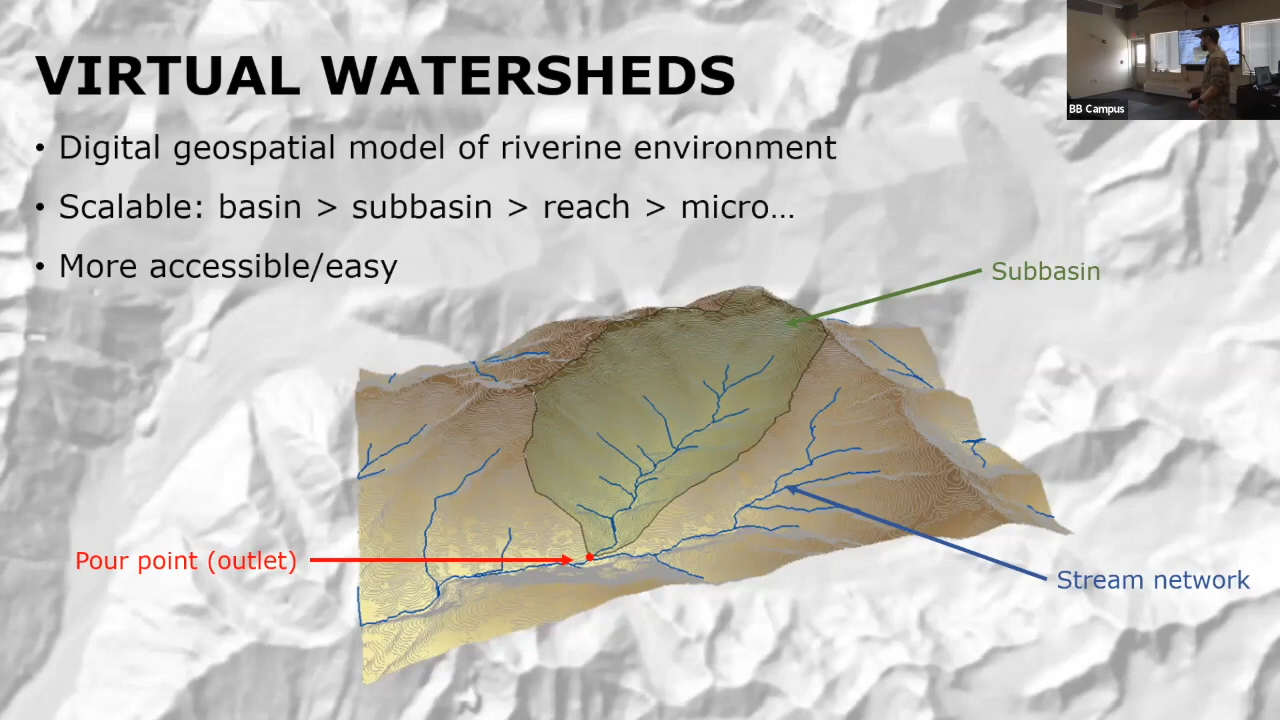 VIRTUAL WATERSHEDS
• Digital geospatial model of riverine environment
• Scalable: basin > subbasin > reach > micro…
• More accessible/easy
Subbasin
Pour point (outlet)
Stream network
BB Campus